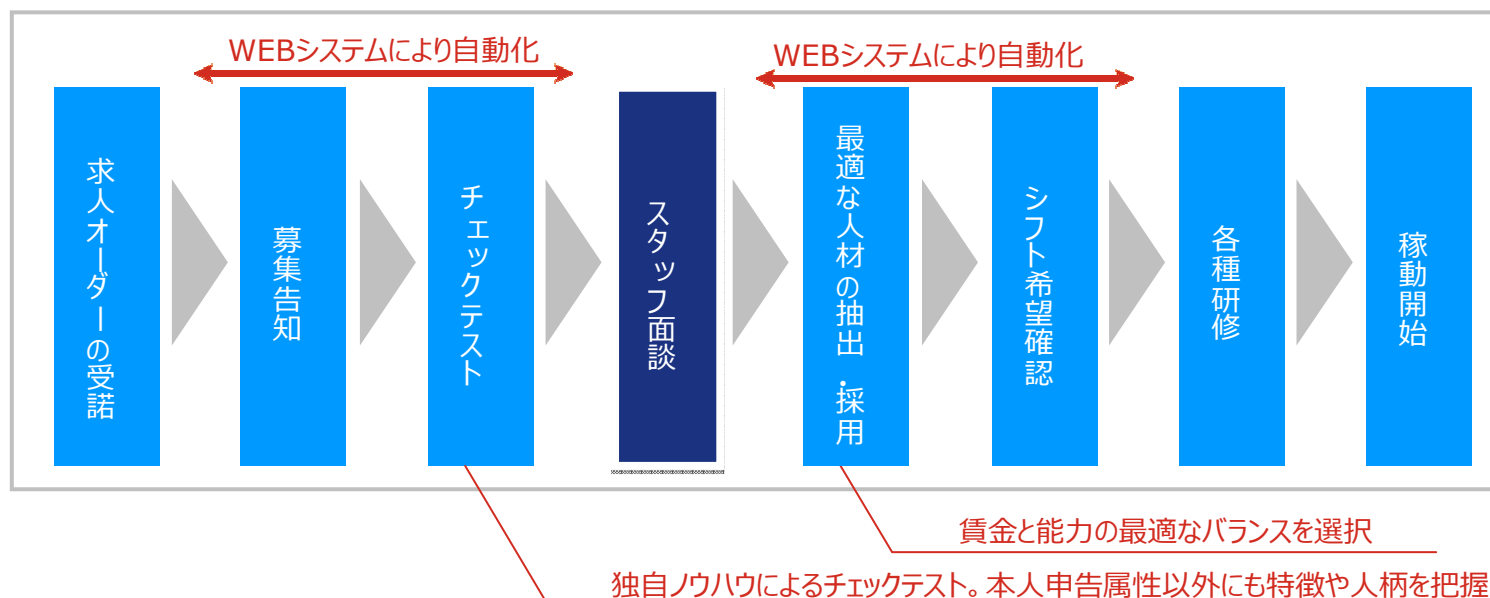 WEBシステムにより自動化
WEBシステムにより自動化
求人オーダーの受諾
募集告知
チェックテスト
スタッフ面談
最適な人材の抽出・採用
シフト希望確認
各種研修
稼動開始
賃金と能力の最適なバランスを選択
独自ノウハウによるチェックテスト。本人申告属性以外にも特徴や人柄を把握